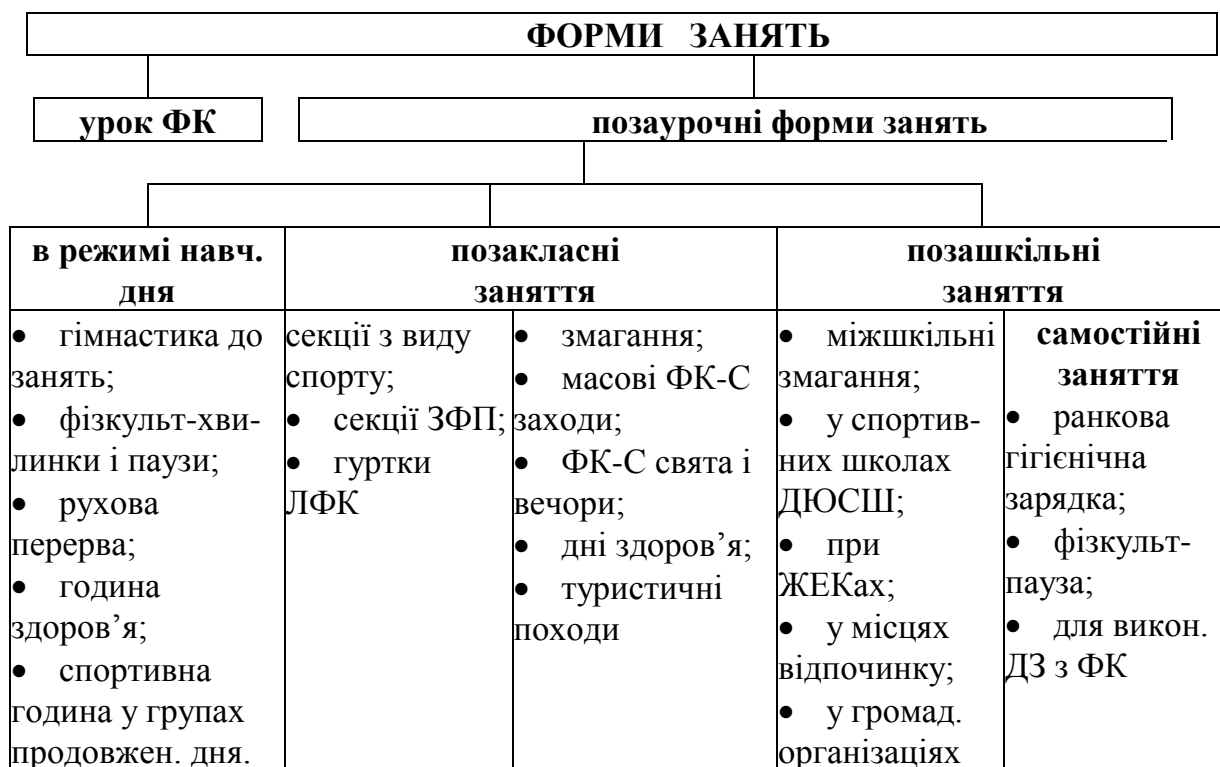 ФОРМИ ЗАНЯТЬ
урок ФК
позаурочні форми занять
в режимі навч.
дня
позакласні
заняття
позашкільні
заняття
• гімнастика до
занять;
• фізкульт-хви-
линки і паузи;
• рухова
перерва;
• година
здоров’я;
• спортивна
година у групах
продовжен. дня.
секції з виду
спорту;
• секції ЗФП;
• гуртки
ЛФК
• змагання;
• масові ФК-С
заходи;
• ФК-С свята і
вечори;
• дні здоров’я;
• туристичні
походи
• міжшкільні
змагання;
• у спортив-
них школах
ДЮСШ;
• при
ЖЕКах;
• у місцях
відпочинку;
• у громад.
організаціях
самостійні
заняття
• ранкова
гігієнічна
зарядка;
• фізкульт-
пауза;
• для викон.
ДЗ з ФК